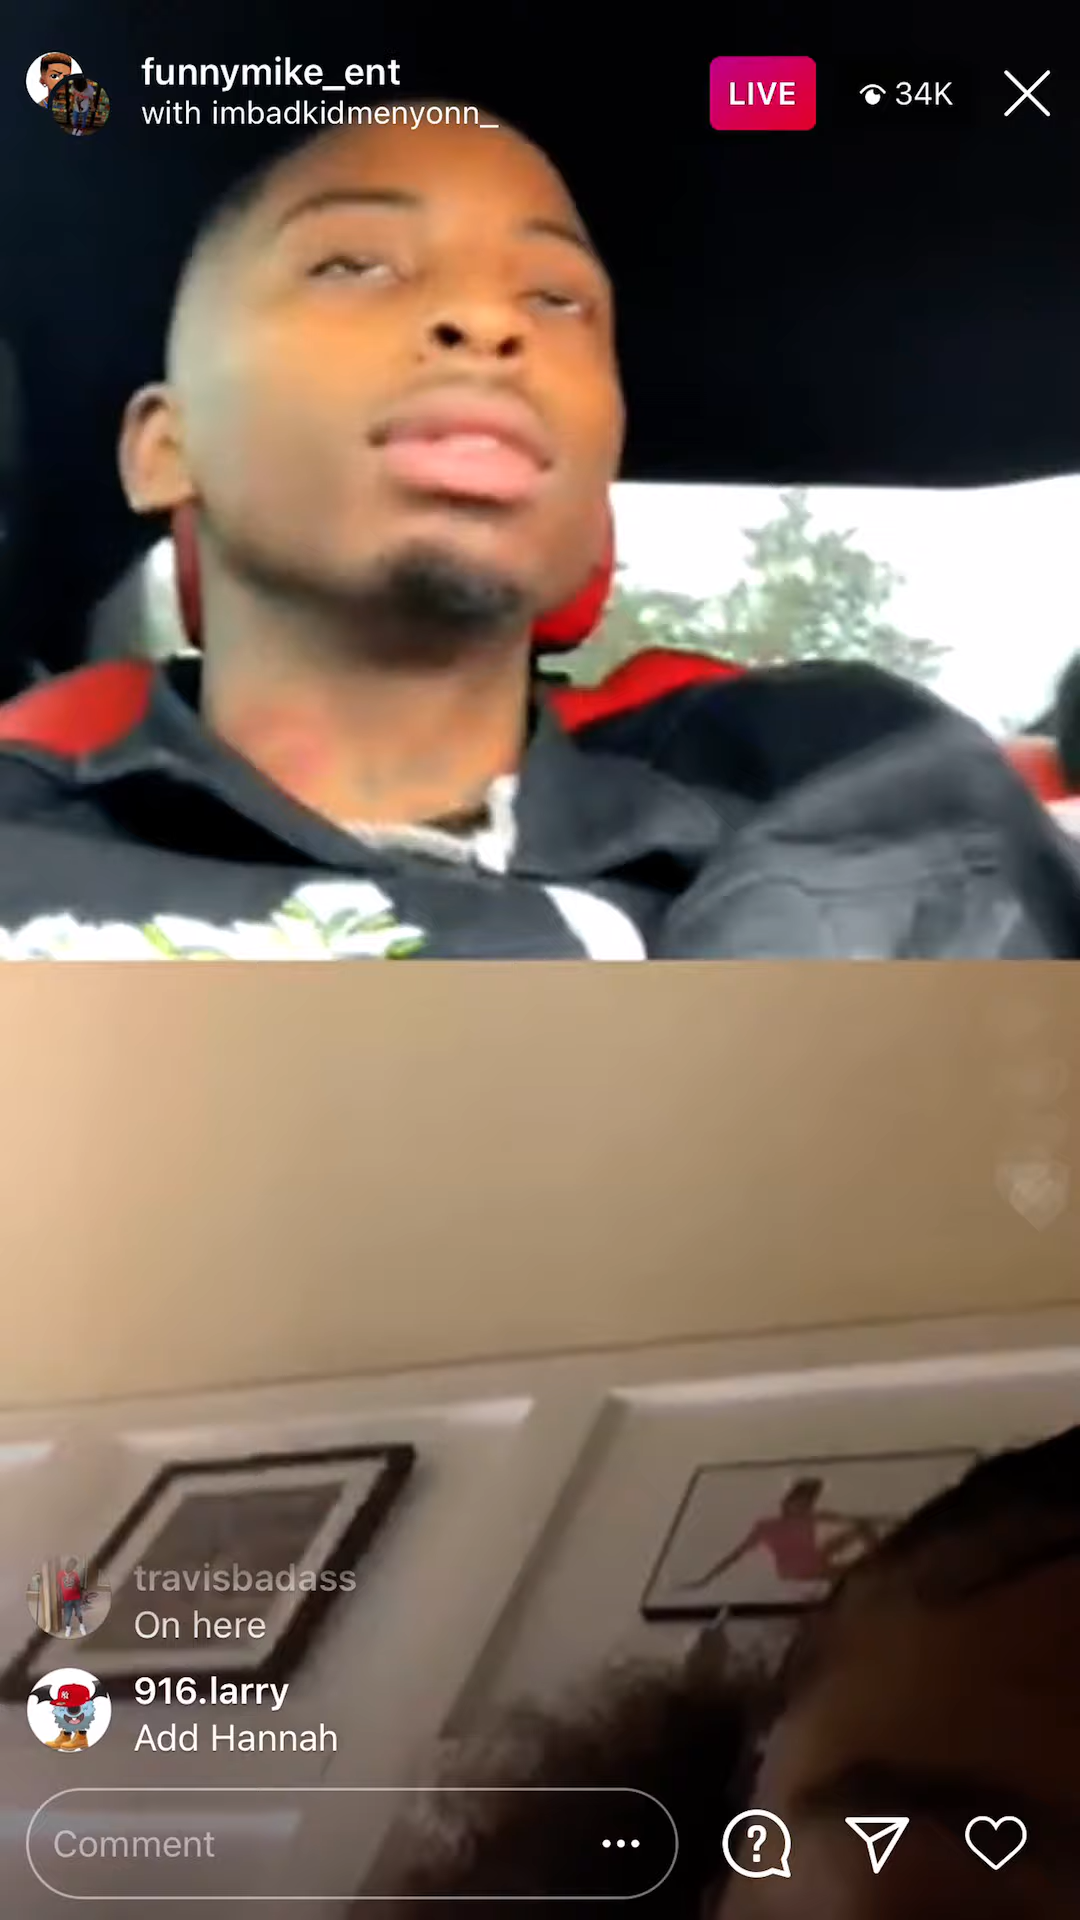 funnymike_ent
with imbadkidmenyonn_
LIVE
34K
travisbadass
On here
916.larry
Add Hannah
Comment